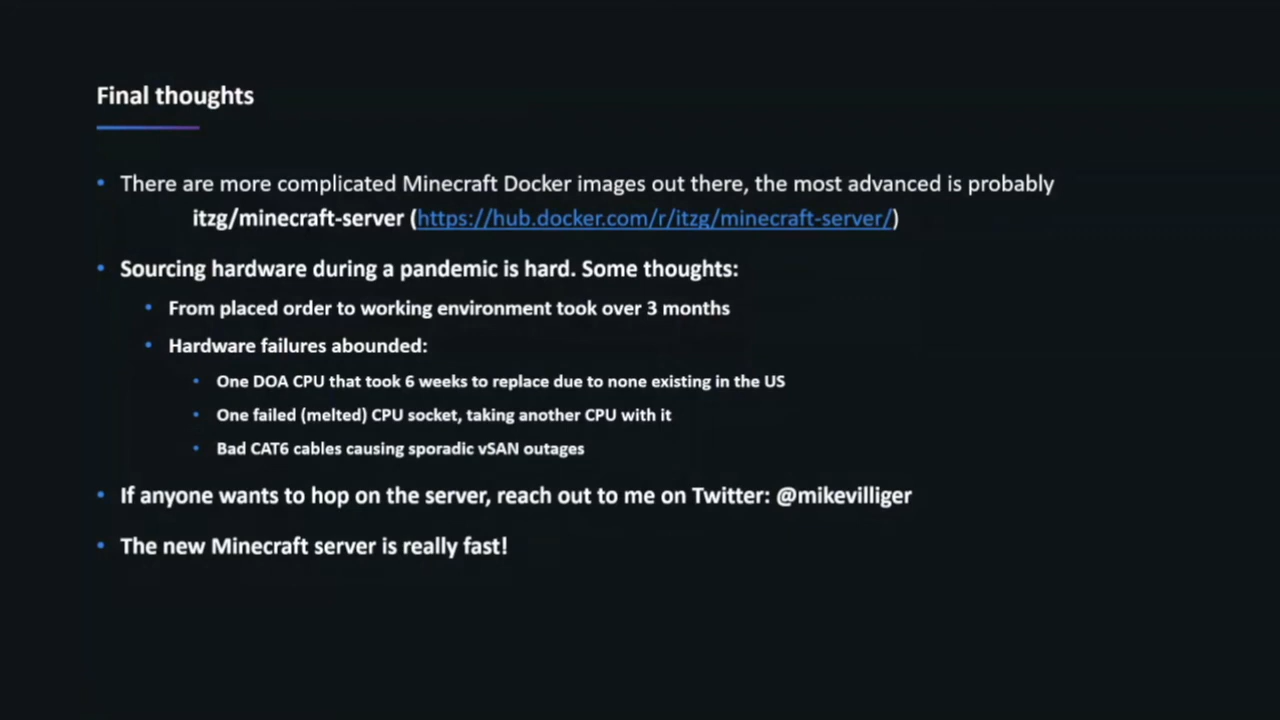 Final thoughts
• There are more complicated Minecraft Docker images out there, the most advanced is probably
itzg/minecraft-server (https://hub.docker.com/r/itzg/minecraft-server/)
• Sourcing hardware during a pandemic is hard. Some thoughts:
• From placed order to working environment took over 3 months
• Hardware failures abounded:
• One DOA CPU that took 6 weeks to replace due to none existing in the US
• One failed (melted) CPU socket, taking another CPU with it
• Bad CAT6 cables causing sporadic vSAN outages
• If anyone wants to hop on the server, reach out to me on Twitter: @mikevilliger
• The new Minecraft server is really fast!